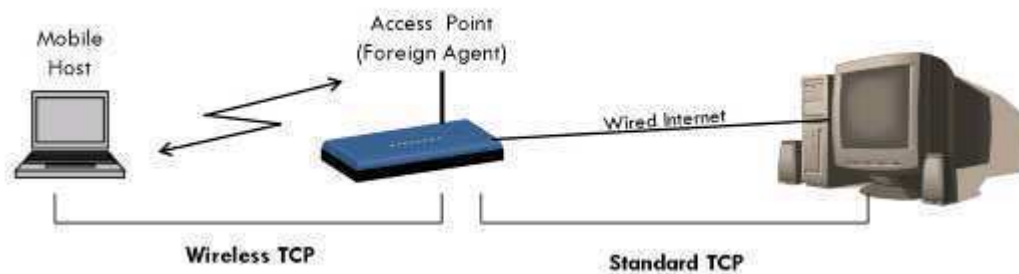 Mobile
Host
Access Point
(Foreign Agent)
Wired Internet
Wireless TCP
Standard TCP